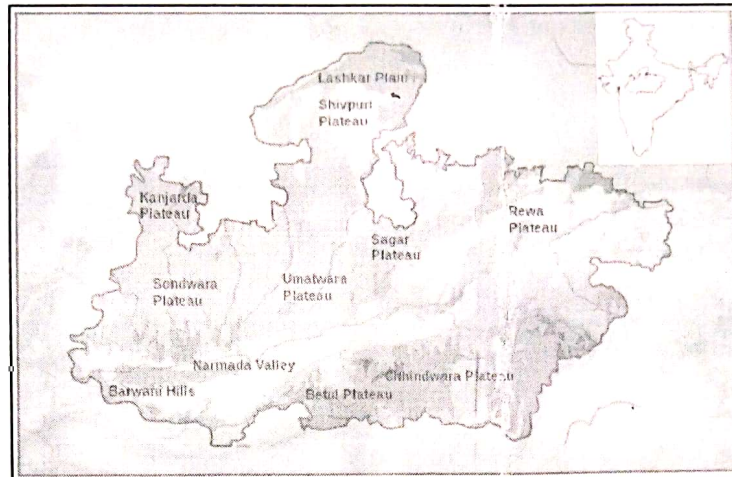 Lashkar Plain
Shivpuri
Plateau
Kanjarda
Plateau
Rewa
Plateau
Sagar
Plateau
Sondwara
Plateau
Umatwara
Plateau
Narmada Valley
Chhindwara Plateau
Barwani Hills
Betul Plateau